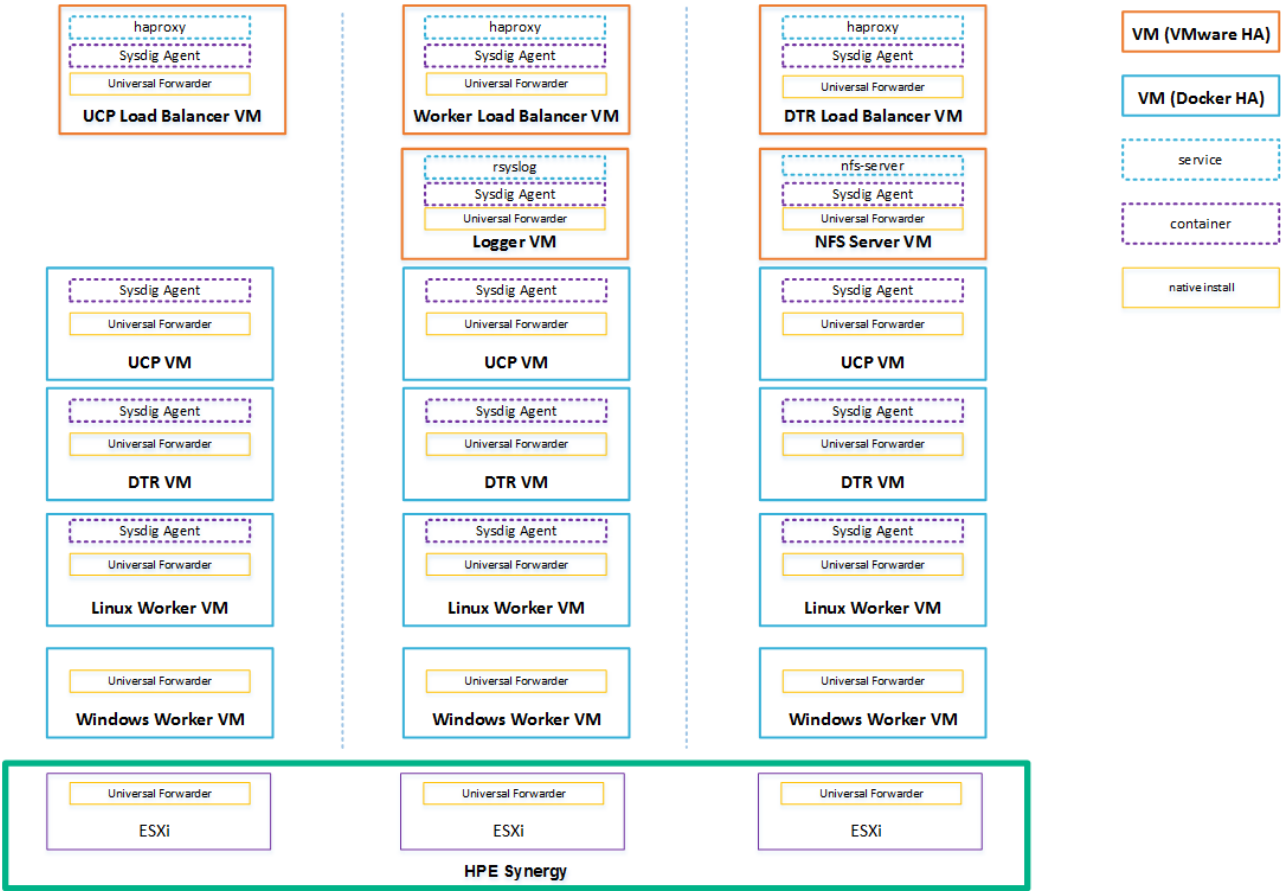 haproxy
Sysdig Agent
Universal Forwarder
UCP Load Balancer VM
haproxy
Sysdig Agent
Universal Forwarder
Worker Load Balancer VM
haproxy
Sysdig Agent
Universal Forwarder
DTR Load Balancer VM
rsyslog
Sysdig Agent
Universal Forwarder
Logger VM
nfs-server
Sysdig Agent
Universal Forwarder
NFS Server VM
Sysdig Agent
Universal Forwarder
UCP VM
Sysdig Agent
Universal Forwarder
UCP VM
Sysdig Agent
Universal Forwarder
UCP VM
Sysdig Agent
Universal Forwarder
DTR VM
Sysdig Agent
Universal Forwarder
DTR VM
Sysdig Agent
Universal Forwarder
DTR VM
Sysdig Agent
Universal Forwarder
Linux Worker VM
Sysdig Agent
Universal Forwarder
Linux Worker VM
Sysdig Agent
Universal Forwarder
Linux Worker VM
Universal Forwarder
Windows Worker VM
Universal Forwarder
Windows Worker VM
Universal Forwarder
Windows Worker VM
Universal Forwarder
ESXi
Universal Forwarder
ESXi
Universal Forwarder
ESXi
HPE Synergy
VM (VMware HA)
VM (Docker HA)
service
container
native install